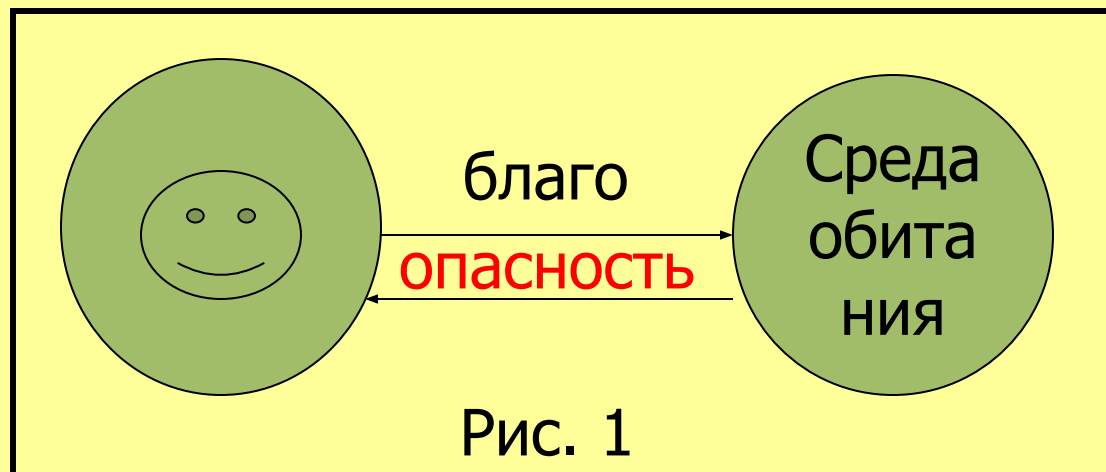 благо
опасность
Среда
обита
ния
Рис. 1